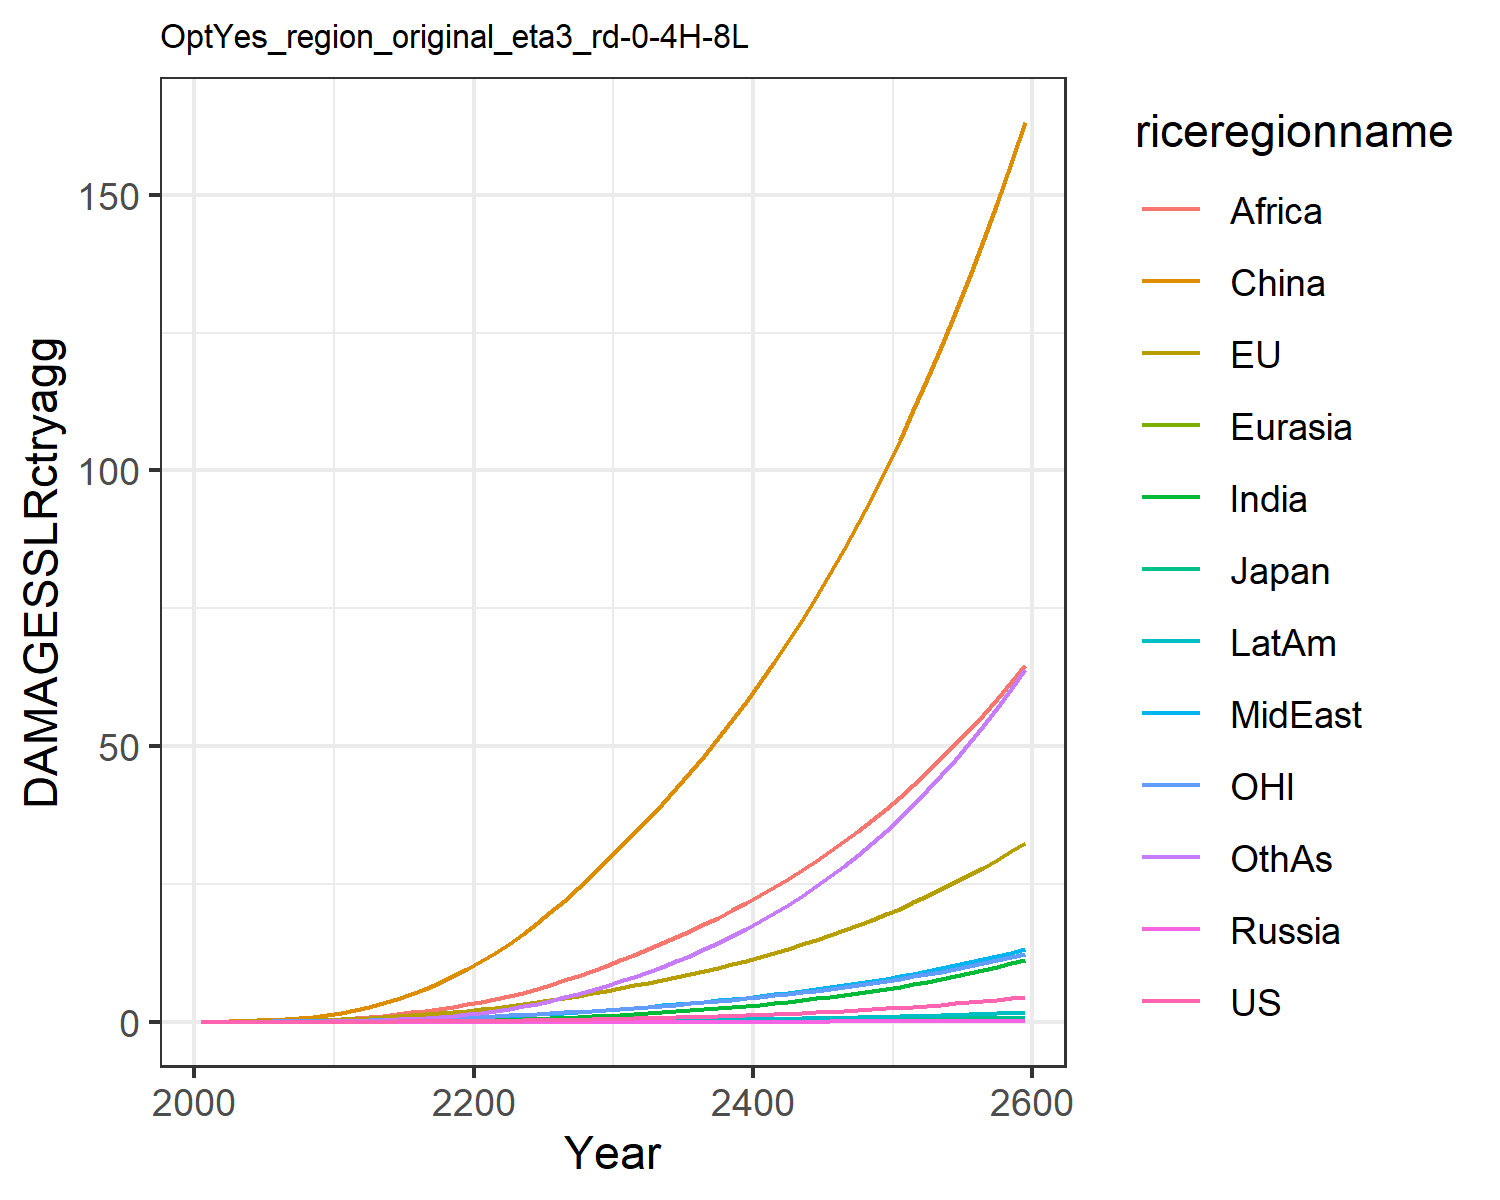 OptYes_region_original_eta3_rd-0-4H-8L
DAMAGESSLRctryagg
150
100
50
0
2000 2200 2400 2600
Year
riceregionname
Africa
China
EU
Eurasia
India
Japan
LatAm
MidEast
OHI
OthAs
Russia
US